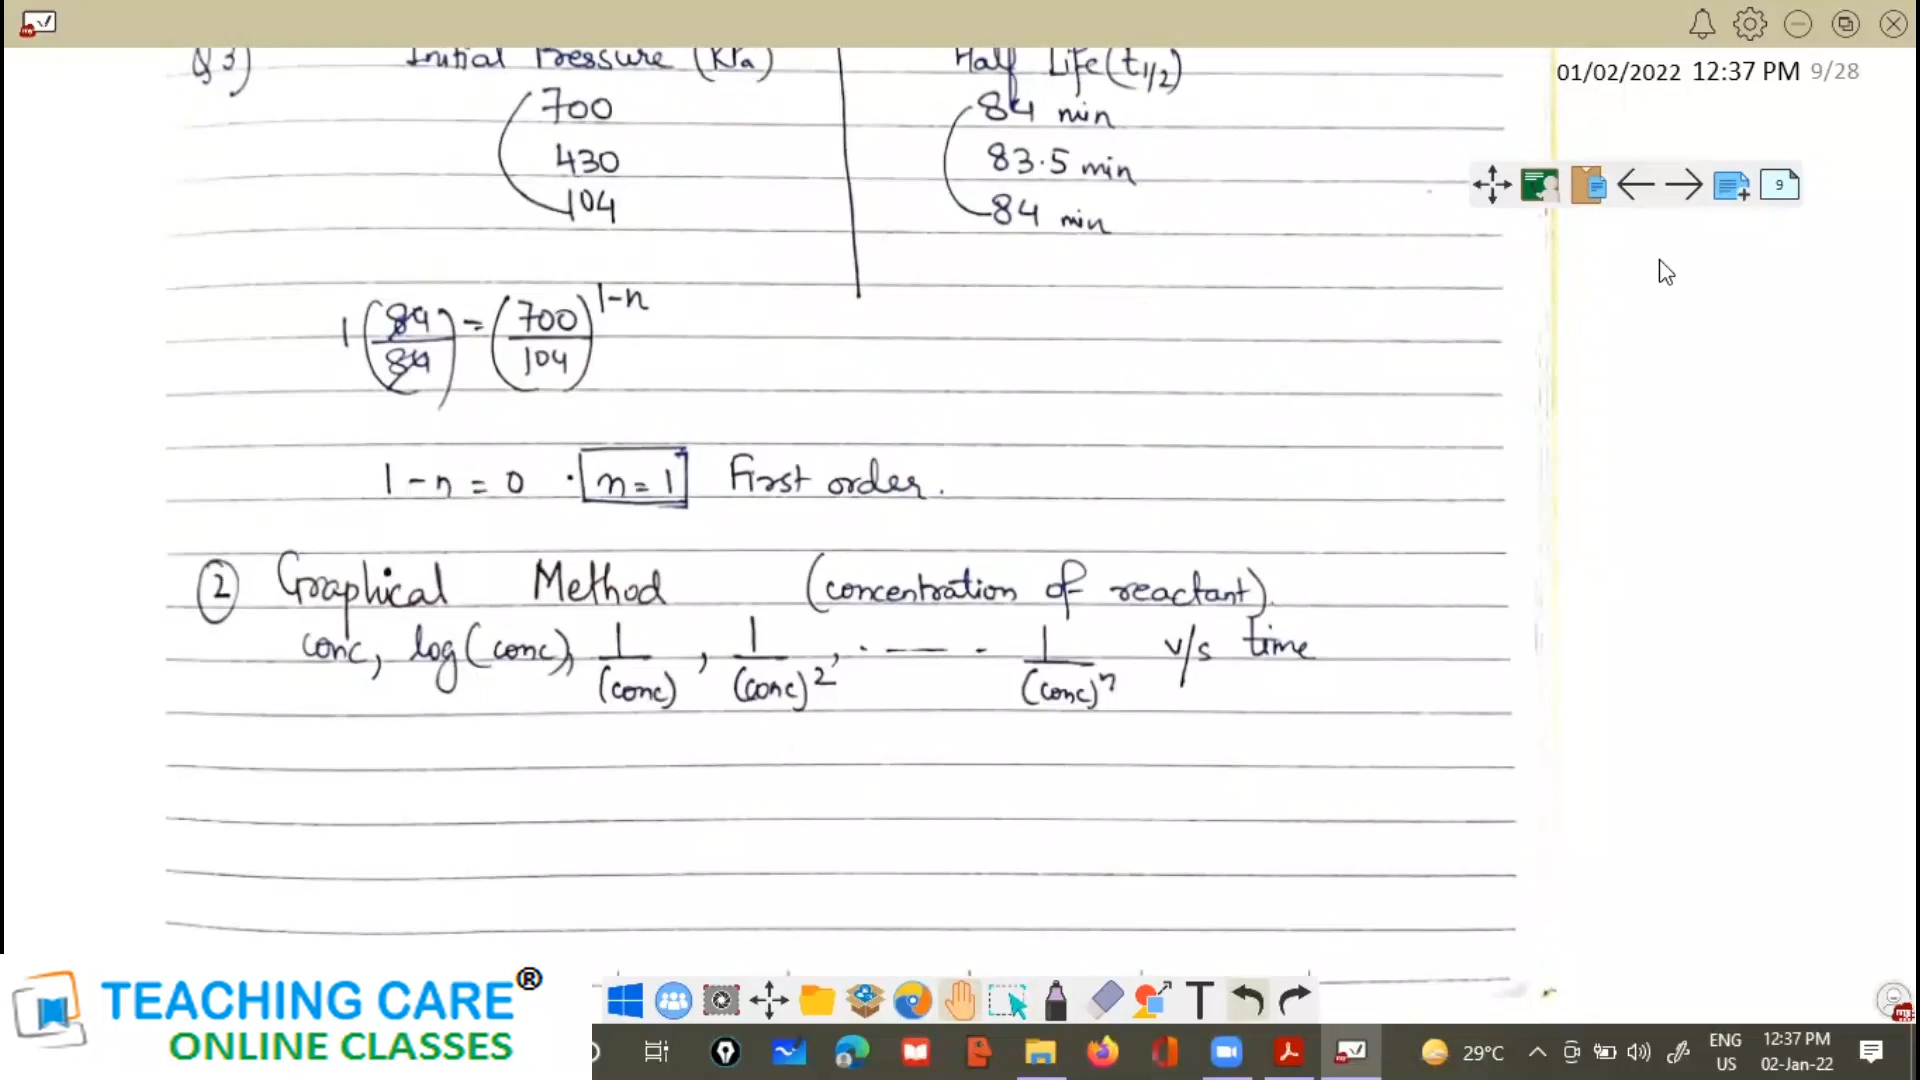 01/02/2022 12:37 PM 9/28
Q3) Initial Pressure (KPa) Half Life (t1/2)
700 84 min
430 83.5 min
104 84 min
9
1 (84/84) = (700/104)^1-n
1-n = 0 · n=1 First order.
② Graphical Method (concentration of reactant).
conc, log(conc), 1/(conc), 1/(conc)^2, ·—— · 1/(conc)^n v/s time
TEACHING CARE®
ONLINE CLASSES
T
29°C ENG US 12:37 PM 02-Jan-22